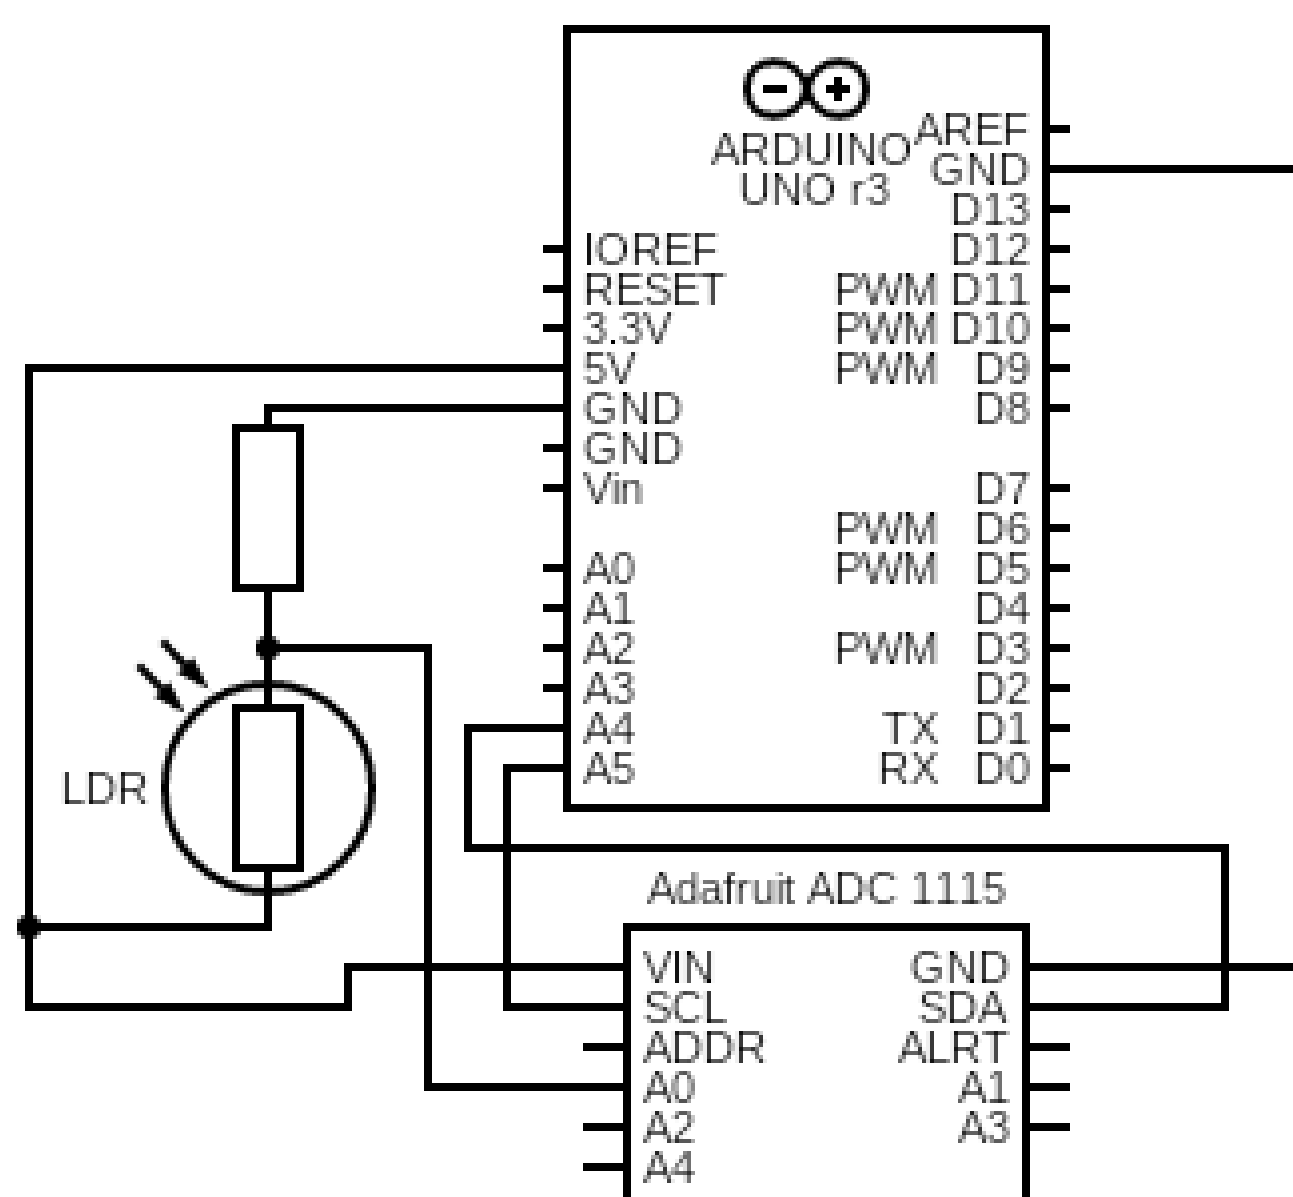 ARDUINO
UNO r3
AREF
GND
D13
IOREF
D12
RESET
PWM D11
3.3V
PWM D10
5V
PWM D9
GND
D8
GND
Vin
D7
PWM D6
A0
PWM D5
A1
D4
A2
PWM D3
A3
D2
A4
TX D1
A5
RX D0
LDR
Adafruit ADC 1115
VIN
GND
SCL
SDA
ADDR
ALRT
A0
A1
A2
A3
A4